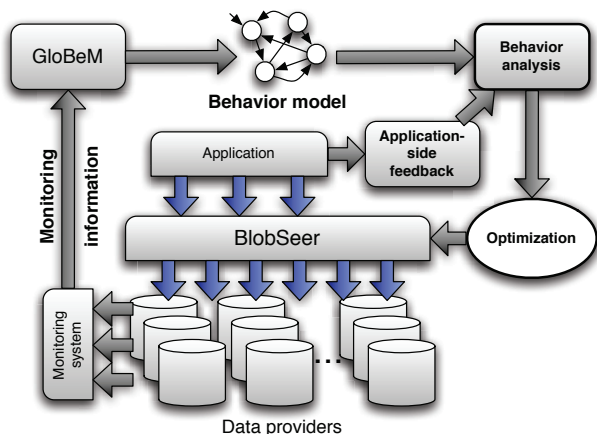 GloBeM
Behavior model
Behavior
analysis
Application
Application-
side
feedback
Monitoring
information
BlobSeer
Optimization
Monitoring
system
...
Data providers